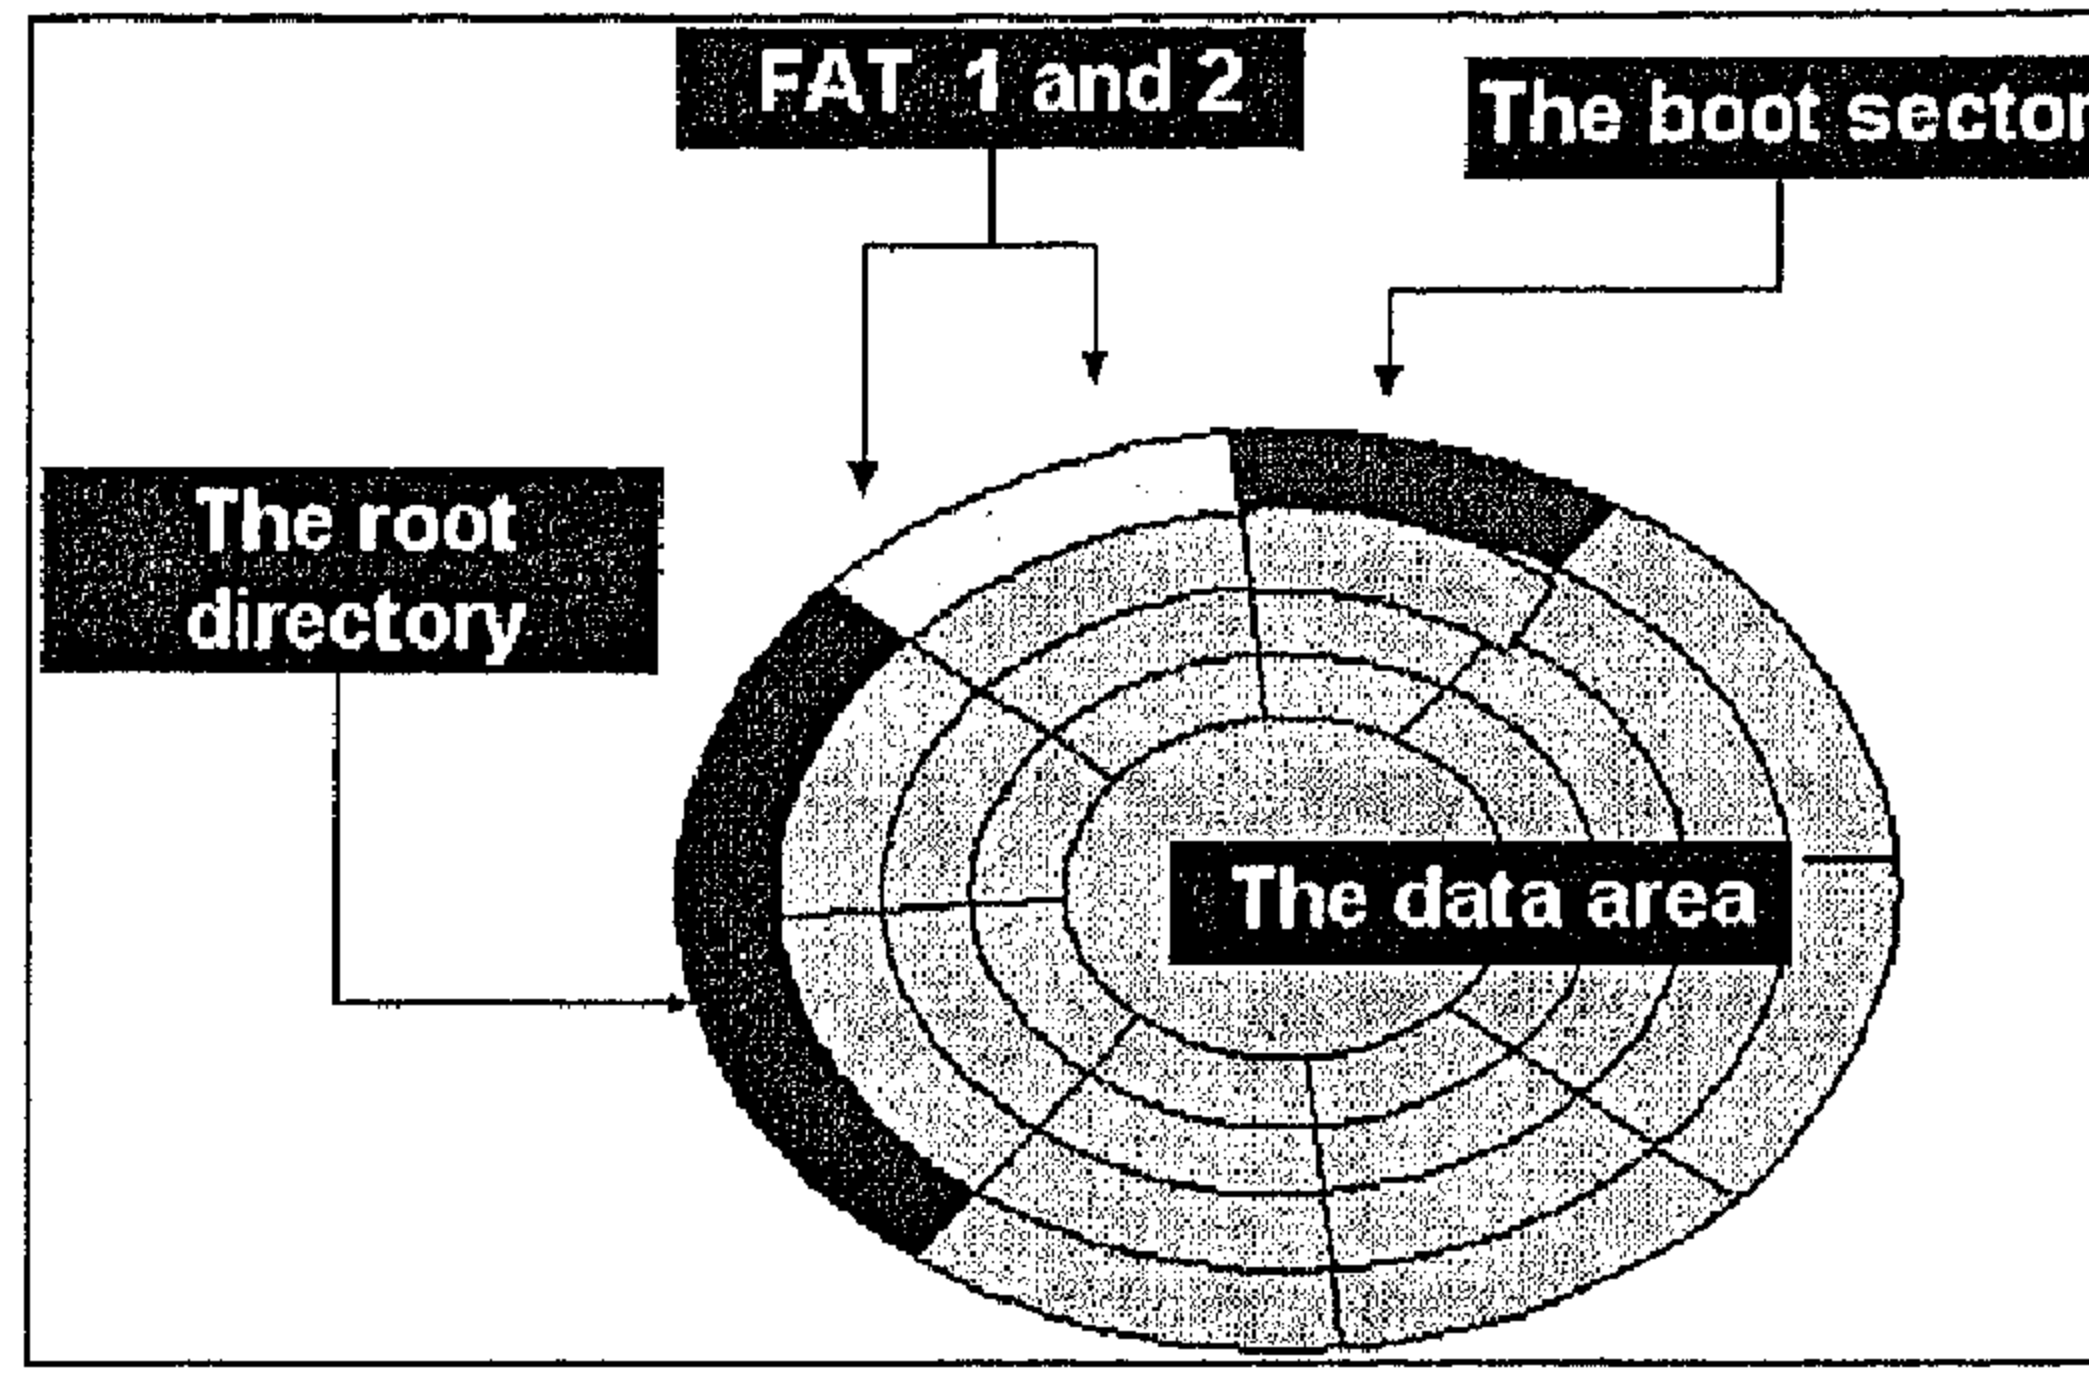 FAT 1 and 2
The boot sector
The root
directory
The data area